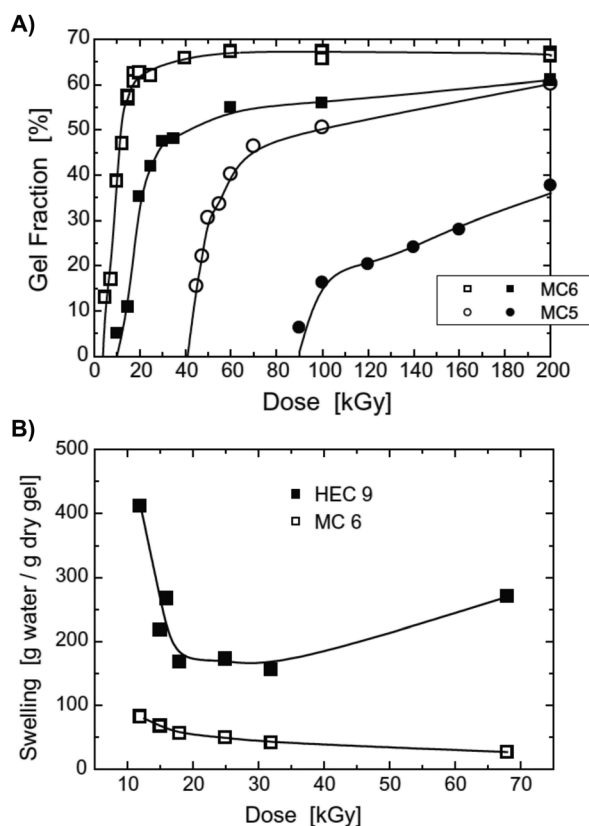 A)
70
60
50
40
30
20
10
0
Gel Fraction [%]
MC6
MC5
0 20 40 60 80 100 120 140 160 180 200
Dose [kGy]
B)
500
400
300
200
100
0
Swelling [g water / g dry gel]
HEC 9
MC 6
10 20 30 40 50 60 70
Dose [kGy]